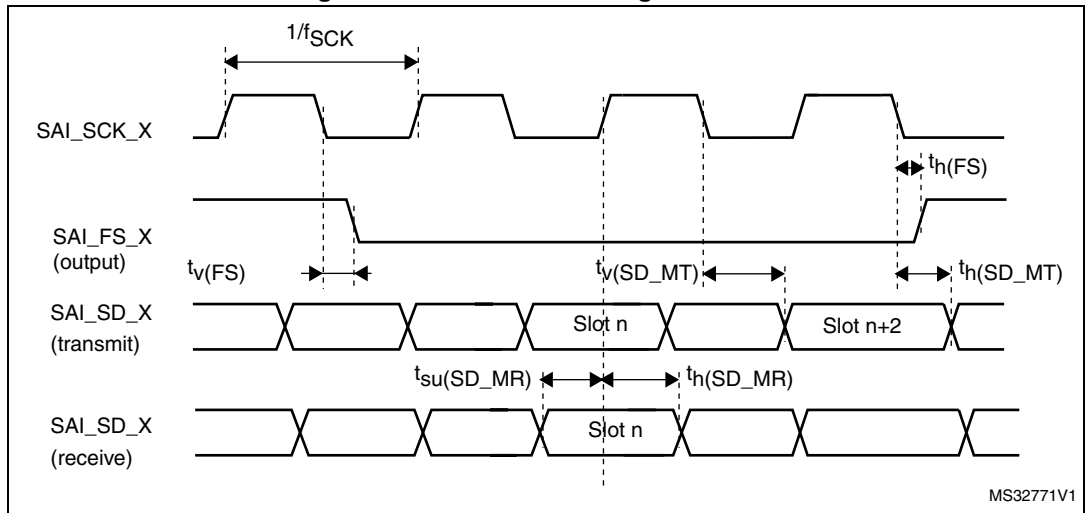 1/fSCK
SAI_SCK_X
th(FS)
SAI_FS_X
(output)
tv(FS)
tv(SD_MT)
th(SD_MT)
SAI_SD_X
(transmit)
Slot n
Slot n+2
tsu(SD_MR)
th(SD_MR)
SAI_SD_X
(receive)
Slot n
MS32771V1